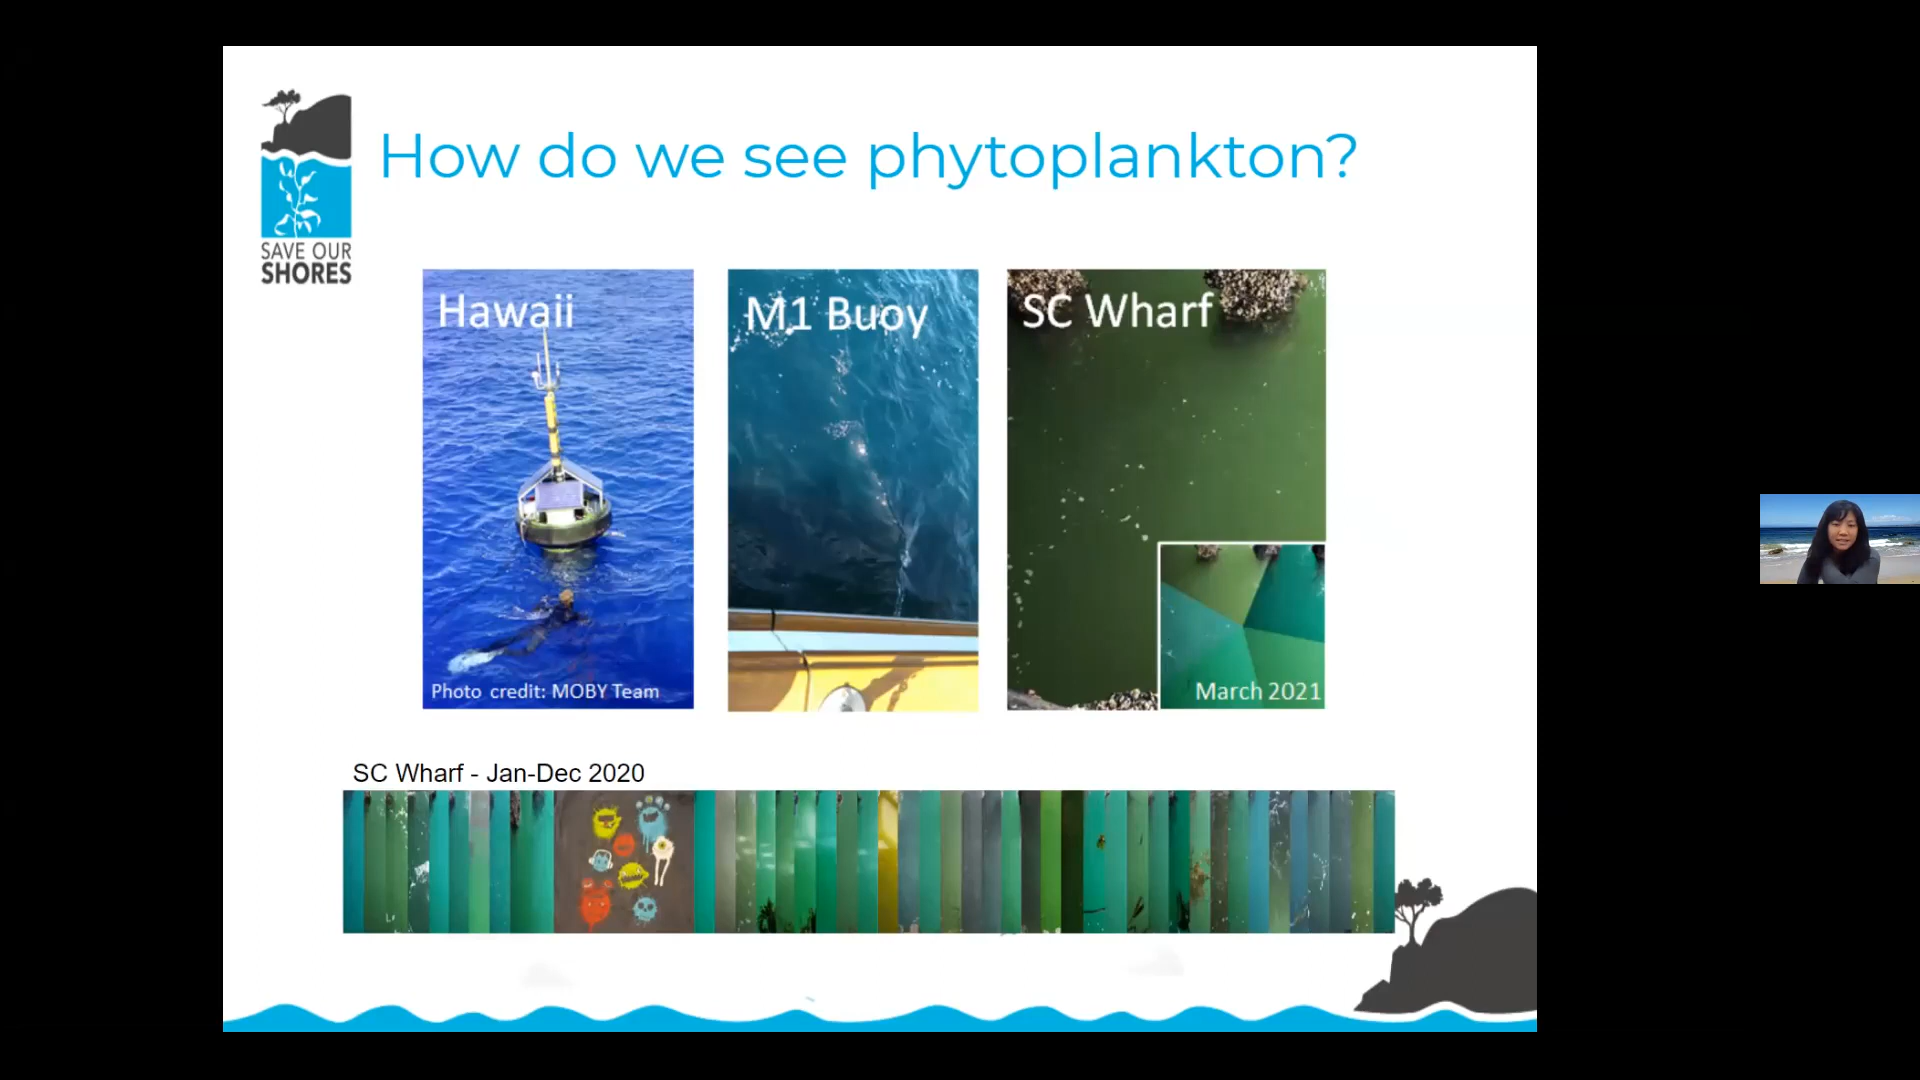 How do we see phytoplankton?
SAVE OUR
SHORES
Hawaii
Photo credit: MOBY Team
M1 Buoy
SC Wharf
March 2021
SC Wharf - Jan-Dec 2020